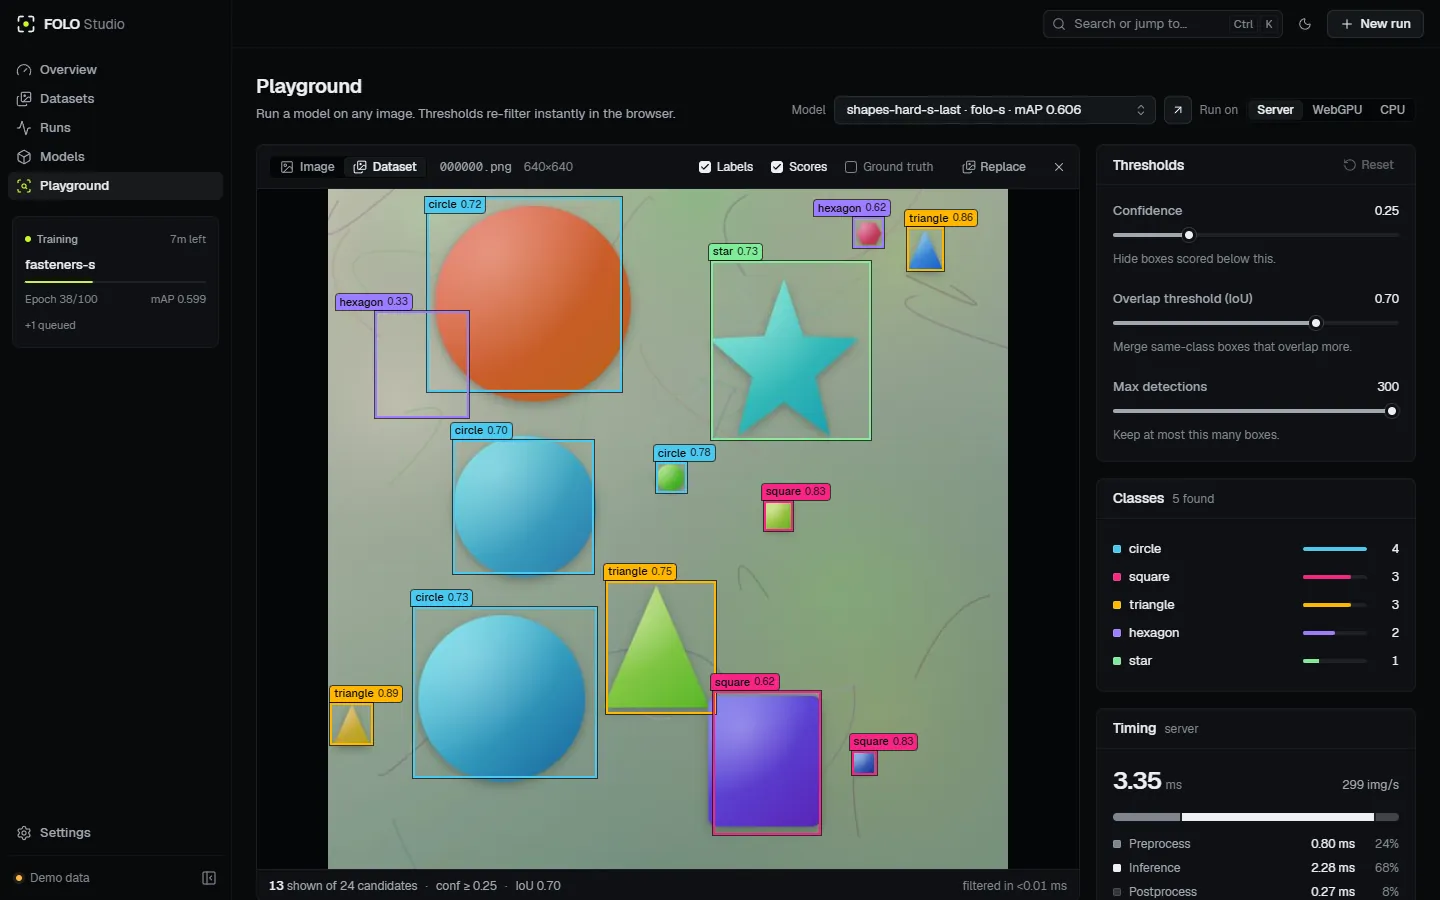 FOLO Studio
Search or jump to... Ctrl K
New run
Overview
Datasets
Runs
Models
Playground
Training 7m left
fasteners-s
Epoch 38/100 mAP 0.599
+1 queued
Settings
Demo data
Playground
Run a model on any image. Thresholds re-filter instantly in the browser.
Model shapes-hard-s-last · folo-s · mAP 0.606
Run on Server WebGPU CPU
Image Dataset 000000.png 640×640 Labels Scores Ground truth Replace
circle 0.72
hexagon 0.62
triangle 0.86
star 0.73
hexagon 0.33
circle 0.70
circle 0.78
square 0.83
triangle 0.75
circle 0.73
square 0.62
triangle 0.89
square 0.83
13 shown of 24 candidates · conf ≥ 0.25 · IoU 0.70
filtered in <0.01 ms
Thresholds Reset
Confidence 0.25
Hide boxes scored below this.
Overlap threshold (IoU) 0.70
Merge same-class boxes that overlap more.
Max detections 300
Keep at most this many boxes.
Classes 5 found
circle 4
square 3
triangle 3
hexagon 2
star 1
Timing server
3.35 ms 299 img/s
Preprocess 0.80 ms 24%
Inference 2.28 ms 68%
Postprocess 0.27 ms 8%